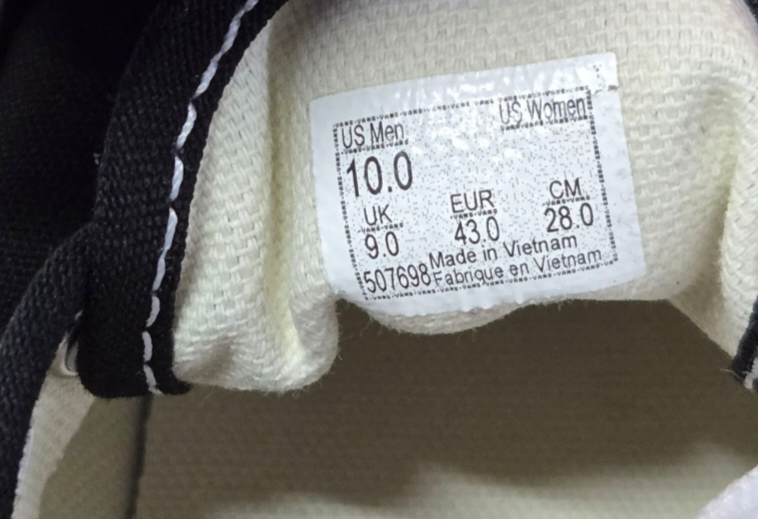 US Men US Women
10.0
UK EUR CM
9.0 43.0 28.0
Made in Vietnam
507698 Fabrique en Vietnam